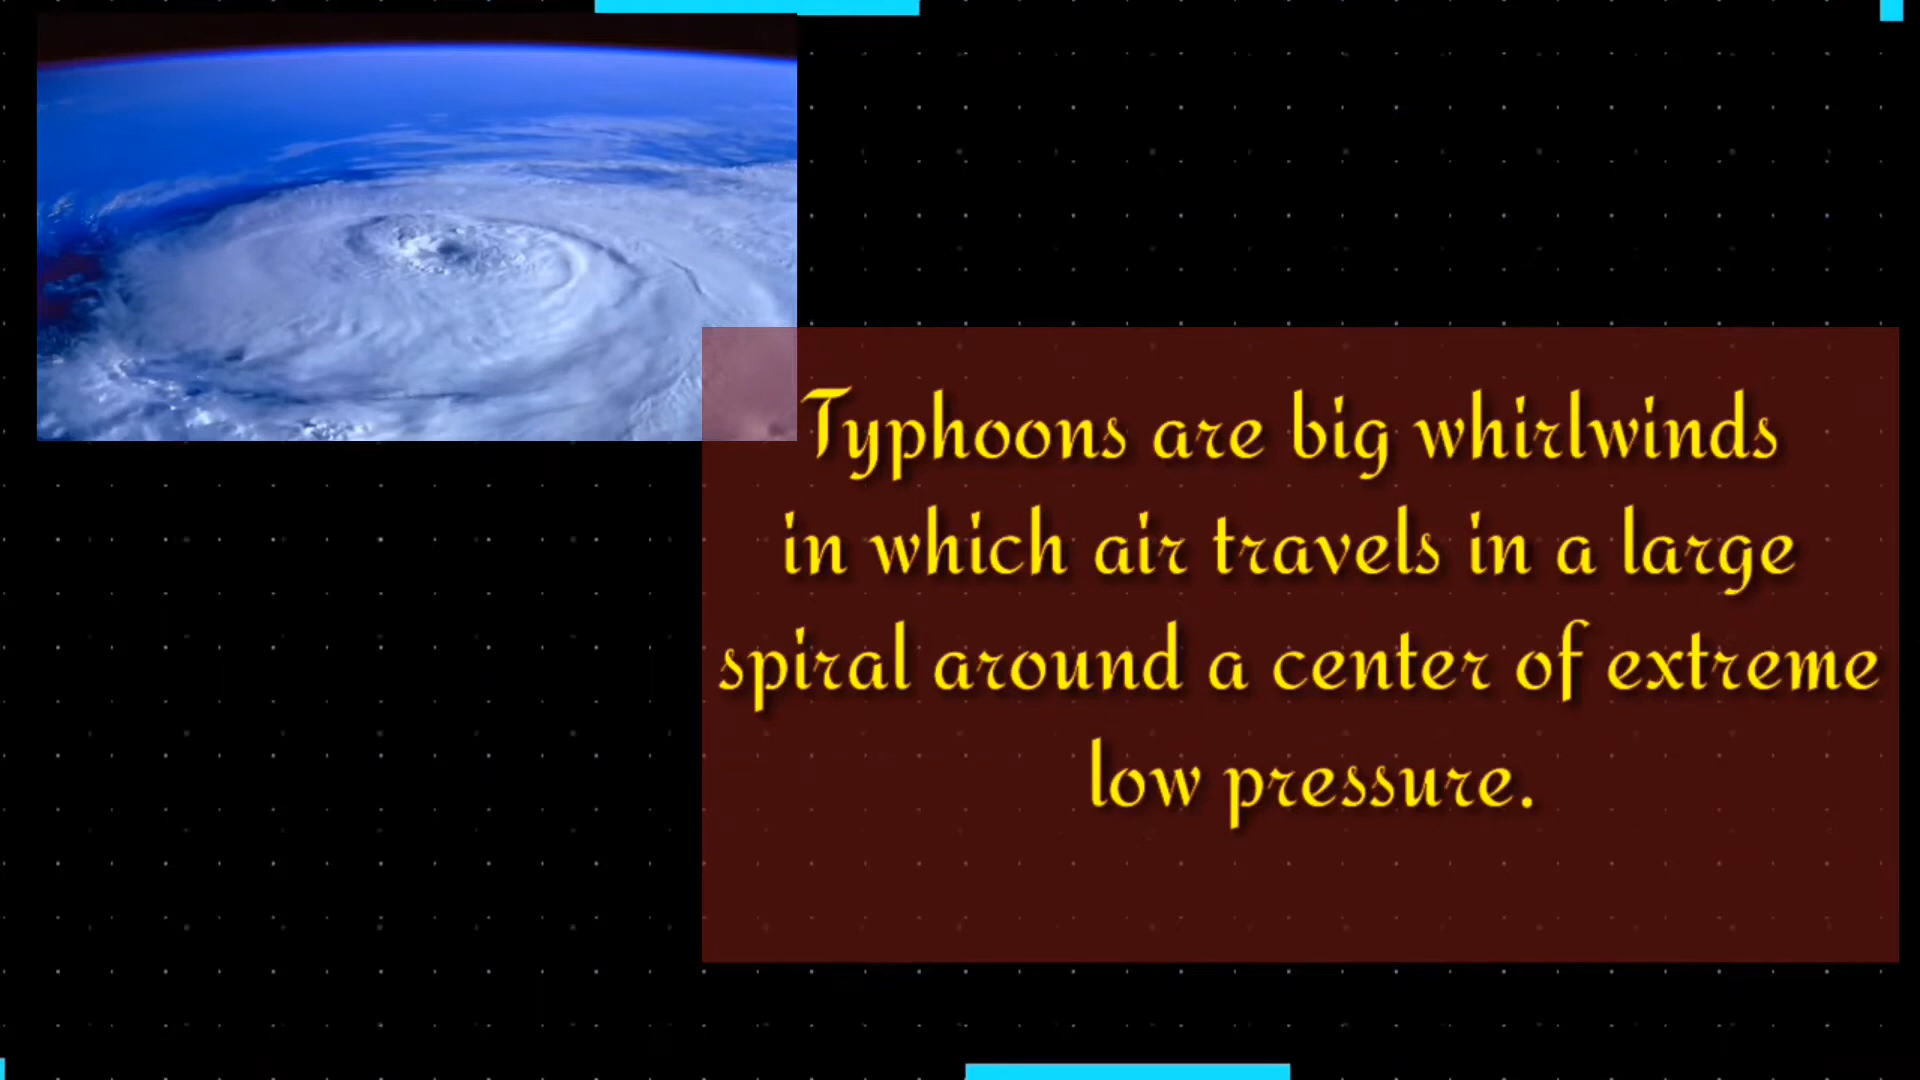 Typhoons are big whirlwinds
in which air travels in a large
spiral around a center of extreme
low pressure.